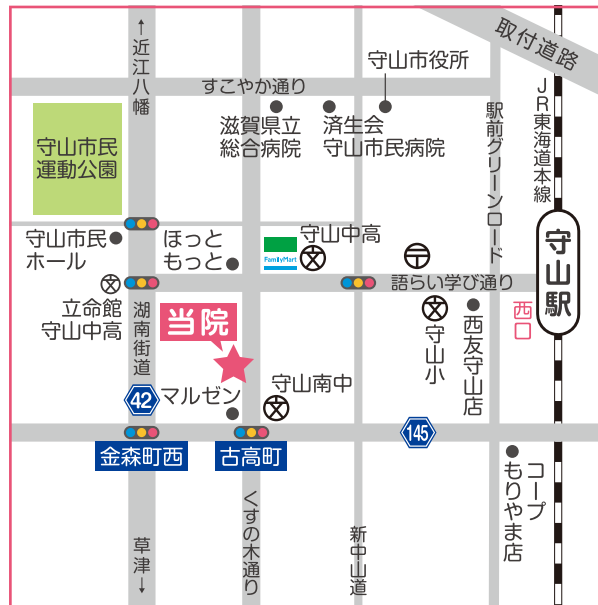 ↑近江八幡
取付道路
守山市役所
すこやか通り
JR東海道本線
滋賀県立
総合病院
済生会
守山市民病院
駅前グリーンロード
守山市民
運動公園
守山市民
ホール
ほっと
もっと
FamilyMart
守山中高
文
〒
守山駅
語らい学び通り
文
立命館
守山中高
湖南街道
当院
文
守山小
西友守山店
西口
42
マルゼン
守山南中
文
145
金森町西
古高町
コープ
もりやま店
くすの木通り
新中山道
草津↓